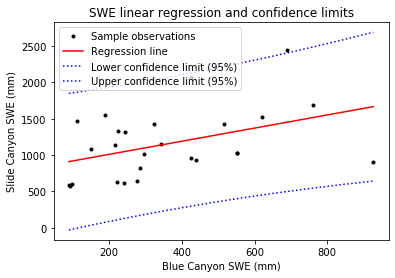 SWE linear regression and confidence limits
Sample observations
Regression line
Lower confidence limit (95%)
Upper confidence limit (95%)
Slide Canyon SWE (mm)
2500
2000
1500
1000
500
0
200
400
600
800
Blue Canyon SWE (mm)